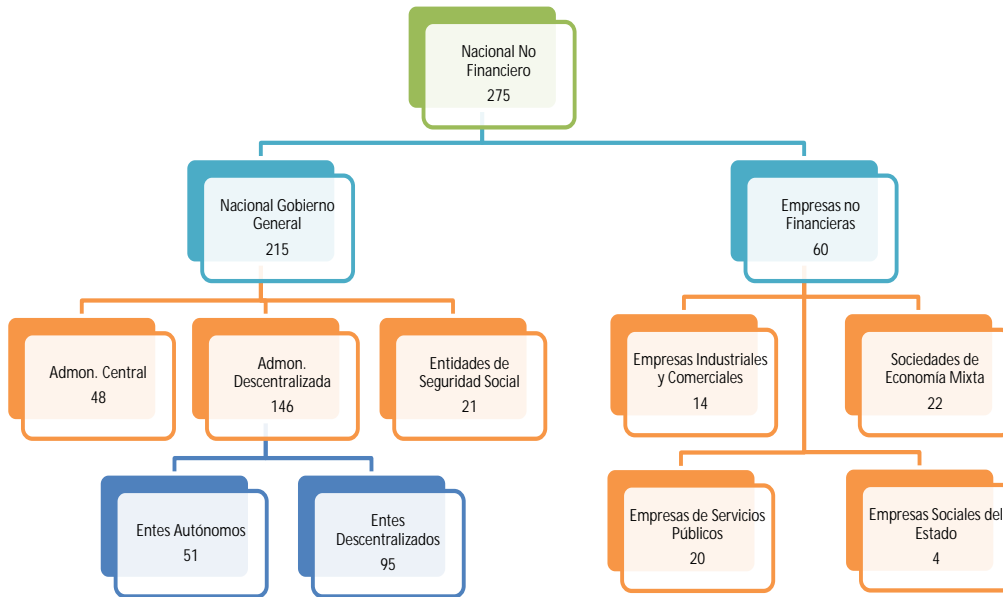 Nacional No
Financiero
275
Nacional Gobierno
General
215
Empresas no
Financieras
60
Admon. Central
48
Admon.
Descentralizada
146
Entidades de
Seguridad Social
21
Empresas Industriales
y Comerciales
14
Sociedades de
Economía Mixta
22
Entes Autónomos
51
Entes
Descentralizados
95
Empresas de Servicios
Públicos
20
Empresas Sociales del
Estado
4